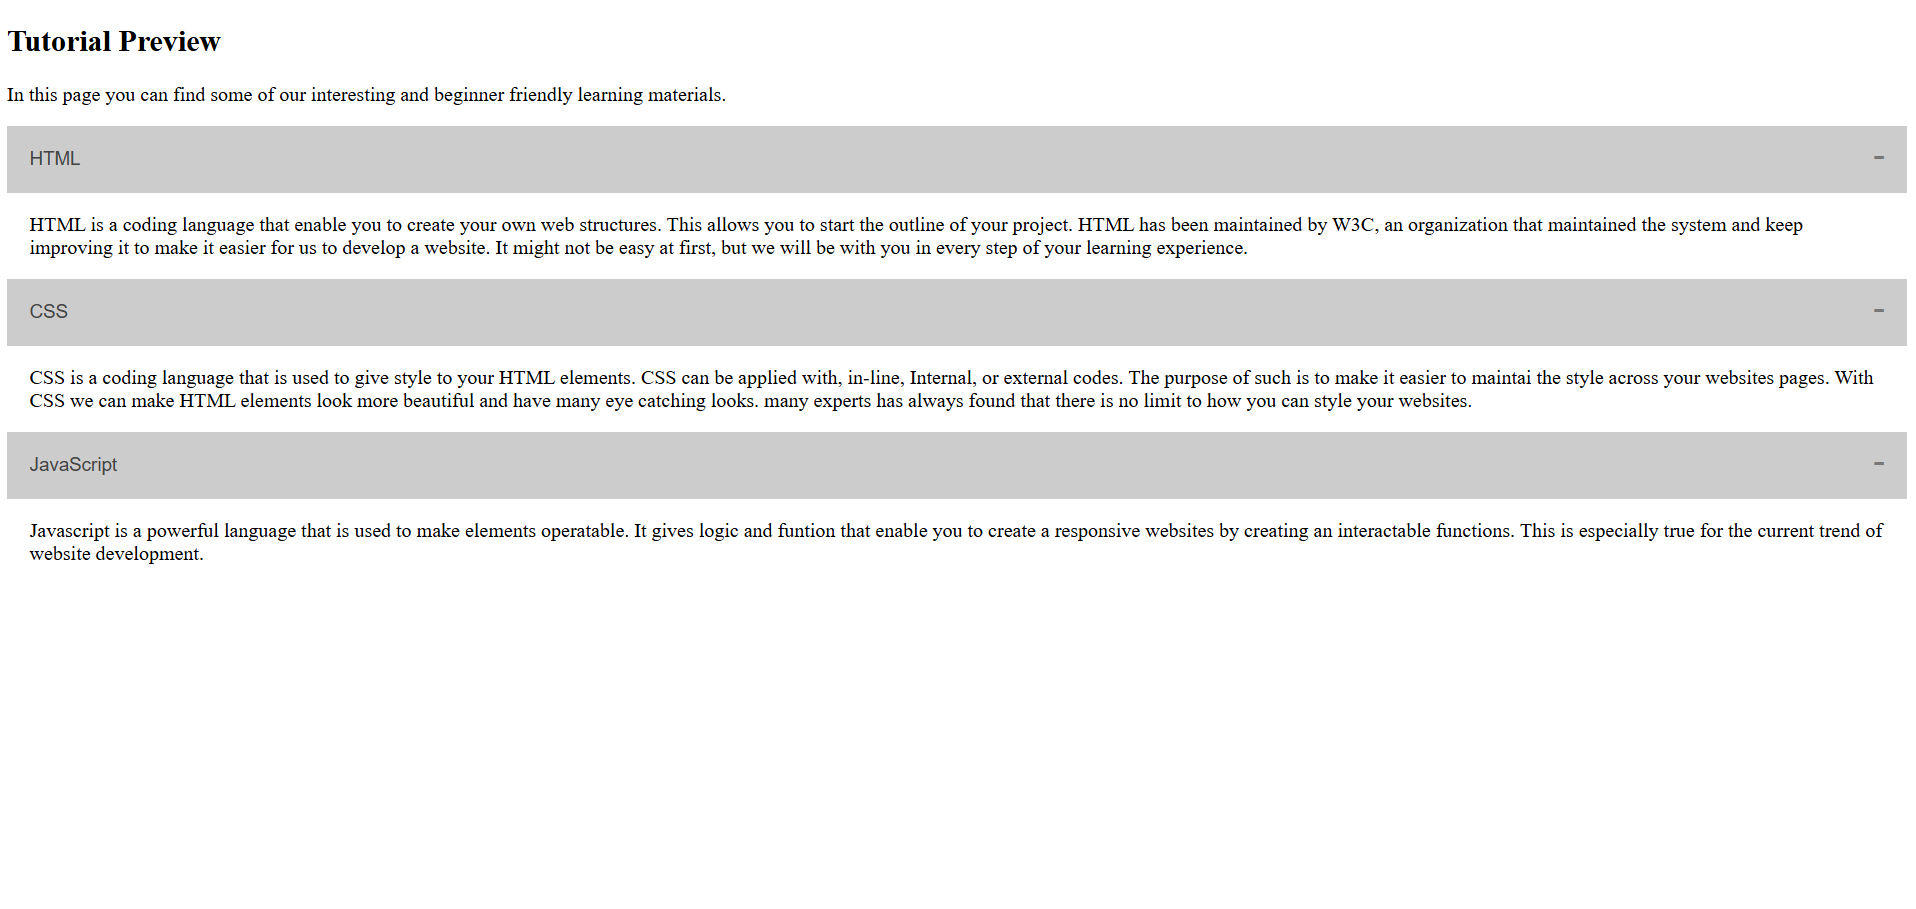 Tutorial Preview
In this page you can find some of our interesting and beginner friendly learning materials.
HTML −
HTML is a coding language that enable you to create your own web structures. This allows you to start the outline of your project. HTML has been maintained by W3C, an organization that maintained the system and keep
improving it to make it easier for us to develop a website. It might not be easy at first, but we will be with you in every step of your learning experience.
CSS −
CSS is a coding language that is used to give style to your HTML elements. CSS can be applied with, in-line, Internal, or external codes. The purpose of such is to make it easier to maintai the style across your websites pages. With
CSS we can make HTML elements look more beautiful and have many eye catching looks. many experts has always found that there is no limit to how you can style your websites.
JavaScript −
Javascript is a powerful language that is used to make elements operatable. It gives logic and funtion that enable you to create a responsive websites by creating an interactable functions. This is especially true for the current trend of
website development.